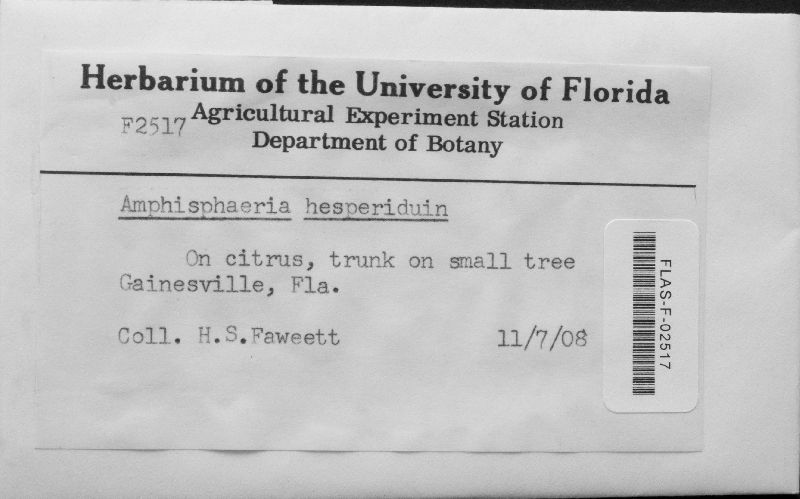 Herbarium of the University of Florida
F2517 Agricultural Experiment Station
Department of Botany
Amphisphaeria hesperiduin
On citrus, trunk on small tree
Gainesville, Fla.
Coll. H.S.Faweett 11/7/08
FLAS-F-02517